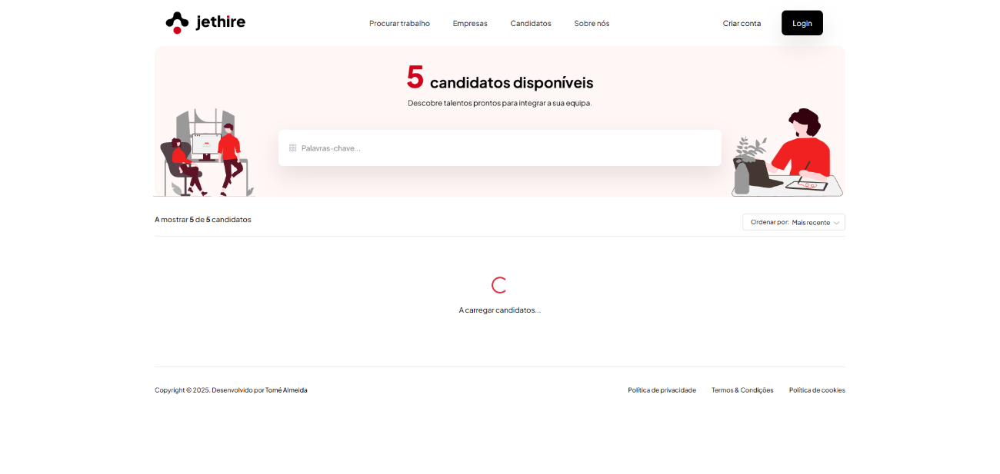 jethire
Procurar trabalho
Empresas
Candidatos
Sobre nós
Criar conta
Login
5 candidatos disponíveis
Descobre talentos prontos para integrar a sua equipa.
Palavras-chave...
A mostrar 5 de 5 candidatos
Ordenar por: Mais recente
A carregar candidatos...
Copyright © 2025. Desenvolvido por Tomé Almeida
Política de privacidade
Termos & Condições
Política de cookies